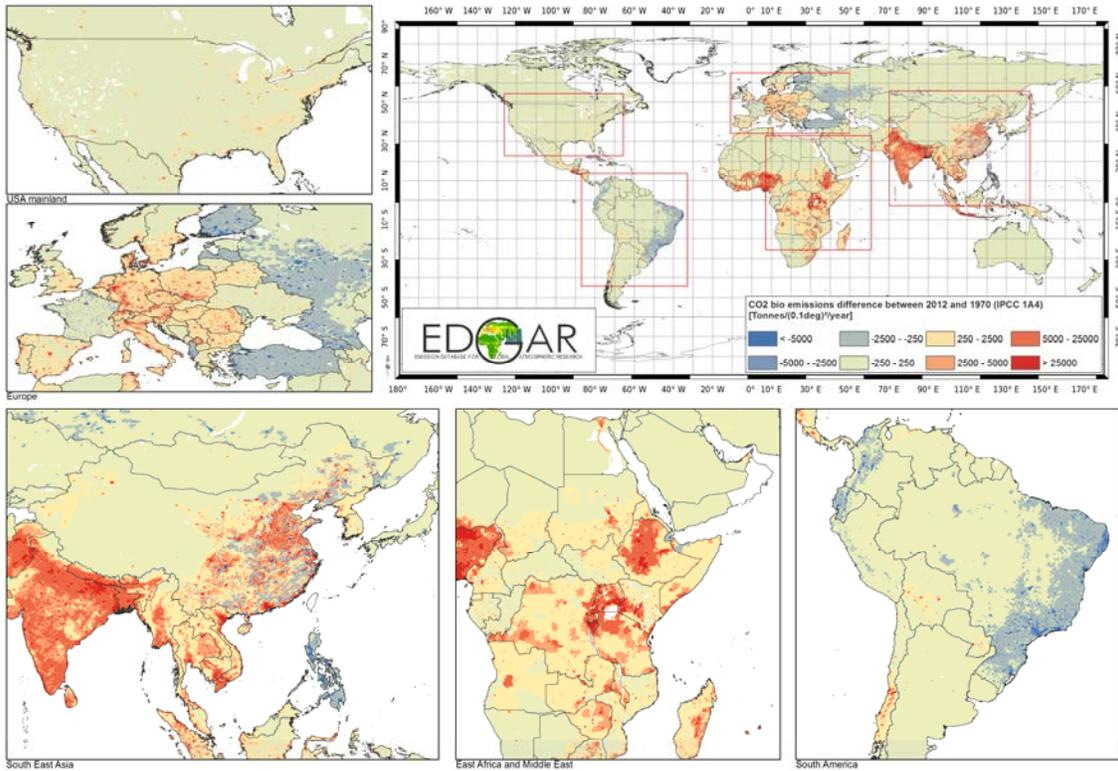 160° W 140° W 120° W 100° W 80° W 60° W 40° W 20° W 0° E 30° E 50° E 70° E 90° E 110° E 130° E 150° E 170° E
90°
70° N
50° N
30° N
10° N
10° S
30° S
50° S
70° S
USA mainland
Europe
EDGAR
EMISSION DATABASE FOR GLOBAL ATMOSPHERIC RESEARCH
CO2 bio emissions difference between 2012 and 1970 (IPCC 1A4)
[Tonnes/(0.1deg)²/year]
< -5000 -2500 - -250 250 - 2500 5000 - 25000
-5000 - -2500 -250 - 250 2500 - 5000 > 25000
180° 160° W 140° W 120° W 100° W 80° W 60° W 40° W 20° W 0° E 30° E 50° E 70° E 90° E 110° E 130° E 150° E 170° E
South East Asia
East Africa and Middle East
South America